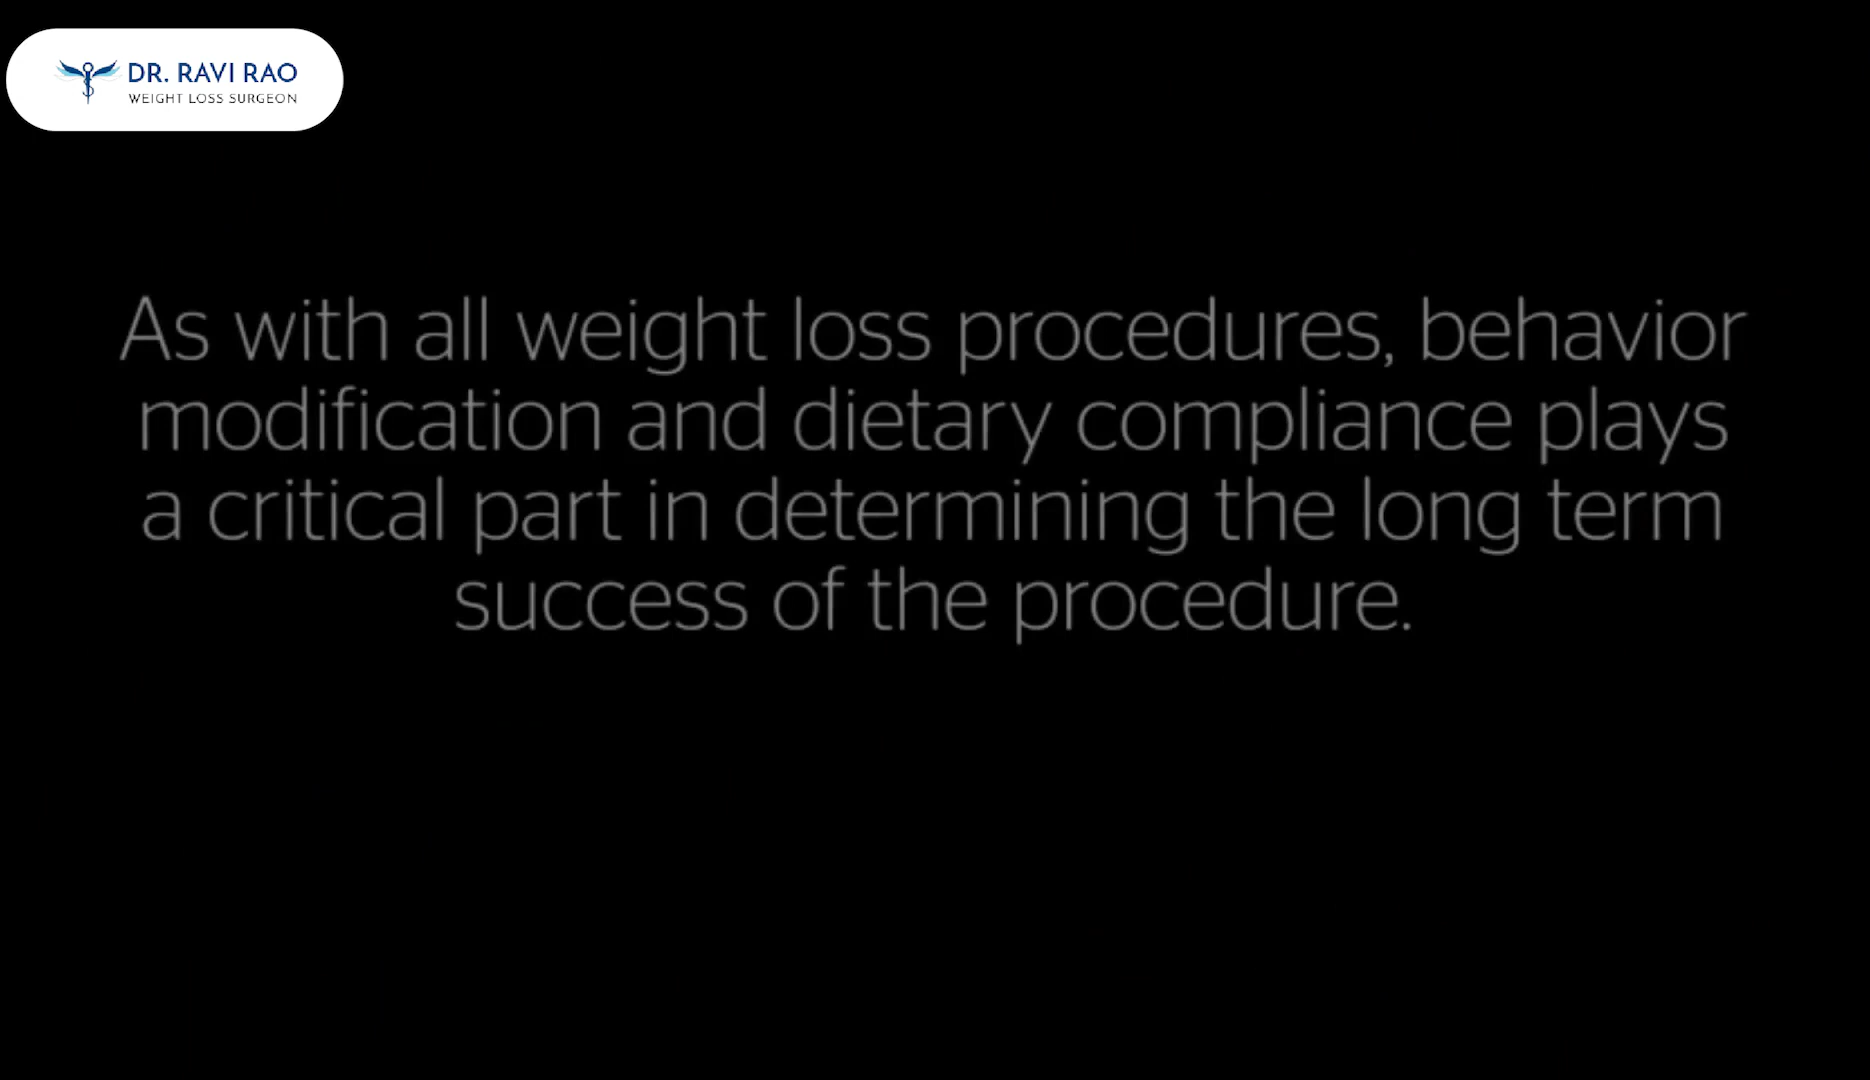 DR. RAVI RAO
WEIGHT LOSS SURGEON
As with all weight loss procedures, behavior
modification and dietary compliance plays
a critical part in determining the long term
success of the procedure.